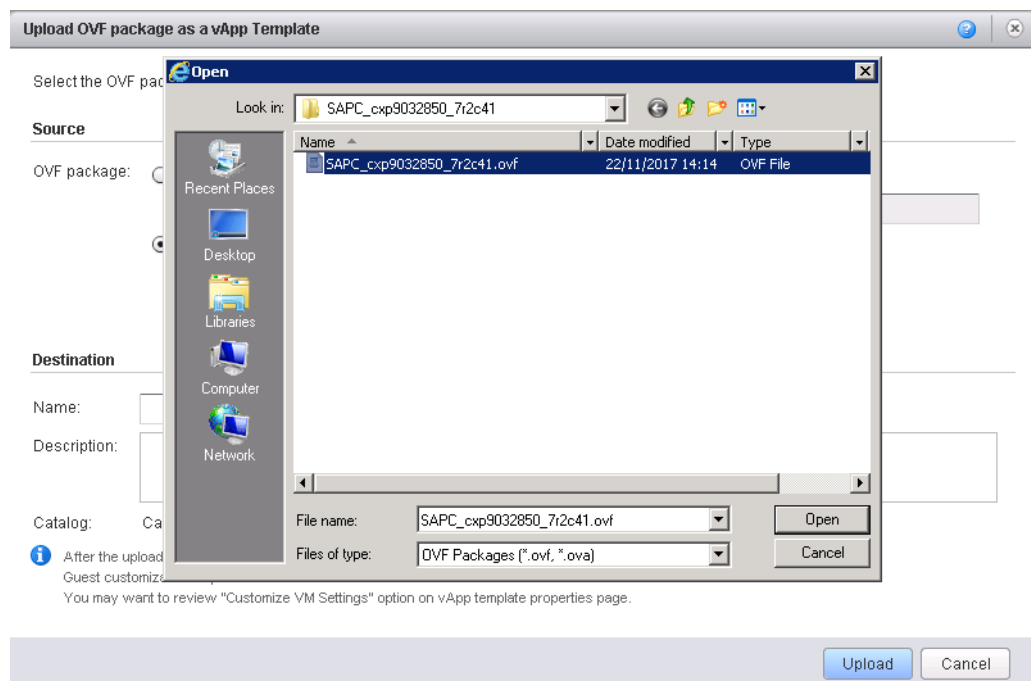 Upload OVF package as a vApp Template
Select the OVF pac
Open
Look in: SAPC_cxp9032850_7r2c41
Source
Name Date modified Type
OVF package:
SAPC_cxp9032850_7r2c41.ovf 22/11/2017 14:14 OVF File
Recent Places
Desktop
Libraries
Computer
Network
Destination
Name:
Description:
File name: SAPC_cxp9032850_7r2c41.ovf Open
Files of type: OVF Packages (*.ovf, *.ova) Cancel
Catalog: Ca
After the upload
Guest customiza
You may want to review "Customize VM Settings" option on vApp template properties page.
Upload Cancel